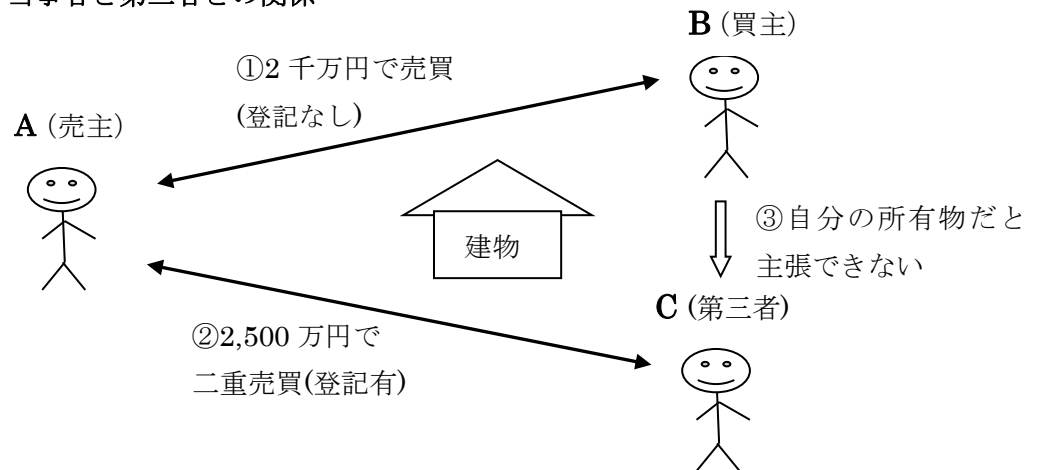 当事者と第三者との関係
B (買主)
①2 千万円で売買
(登記なし)
A (売主)
建物
③自分の所有物だと
主張できない
C (第三者)
②2,500 万円で
二重売買(登記有)